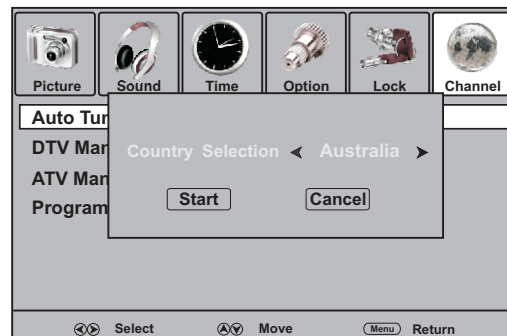 Picture Sound Time Option Lock Channel
Auto Tun
DTV Man
Country Selection Australia
ATV Man
Start Cancel
Program
Select Move Menu Return